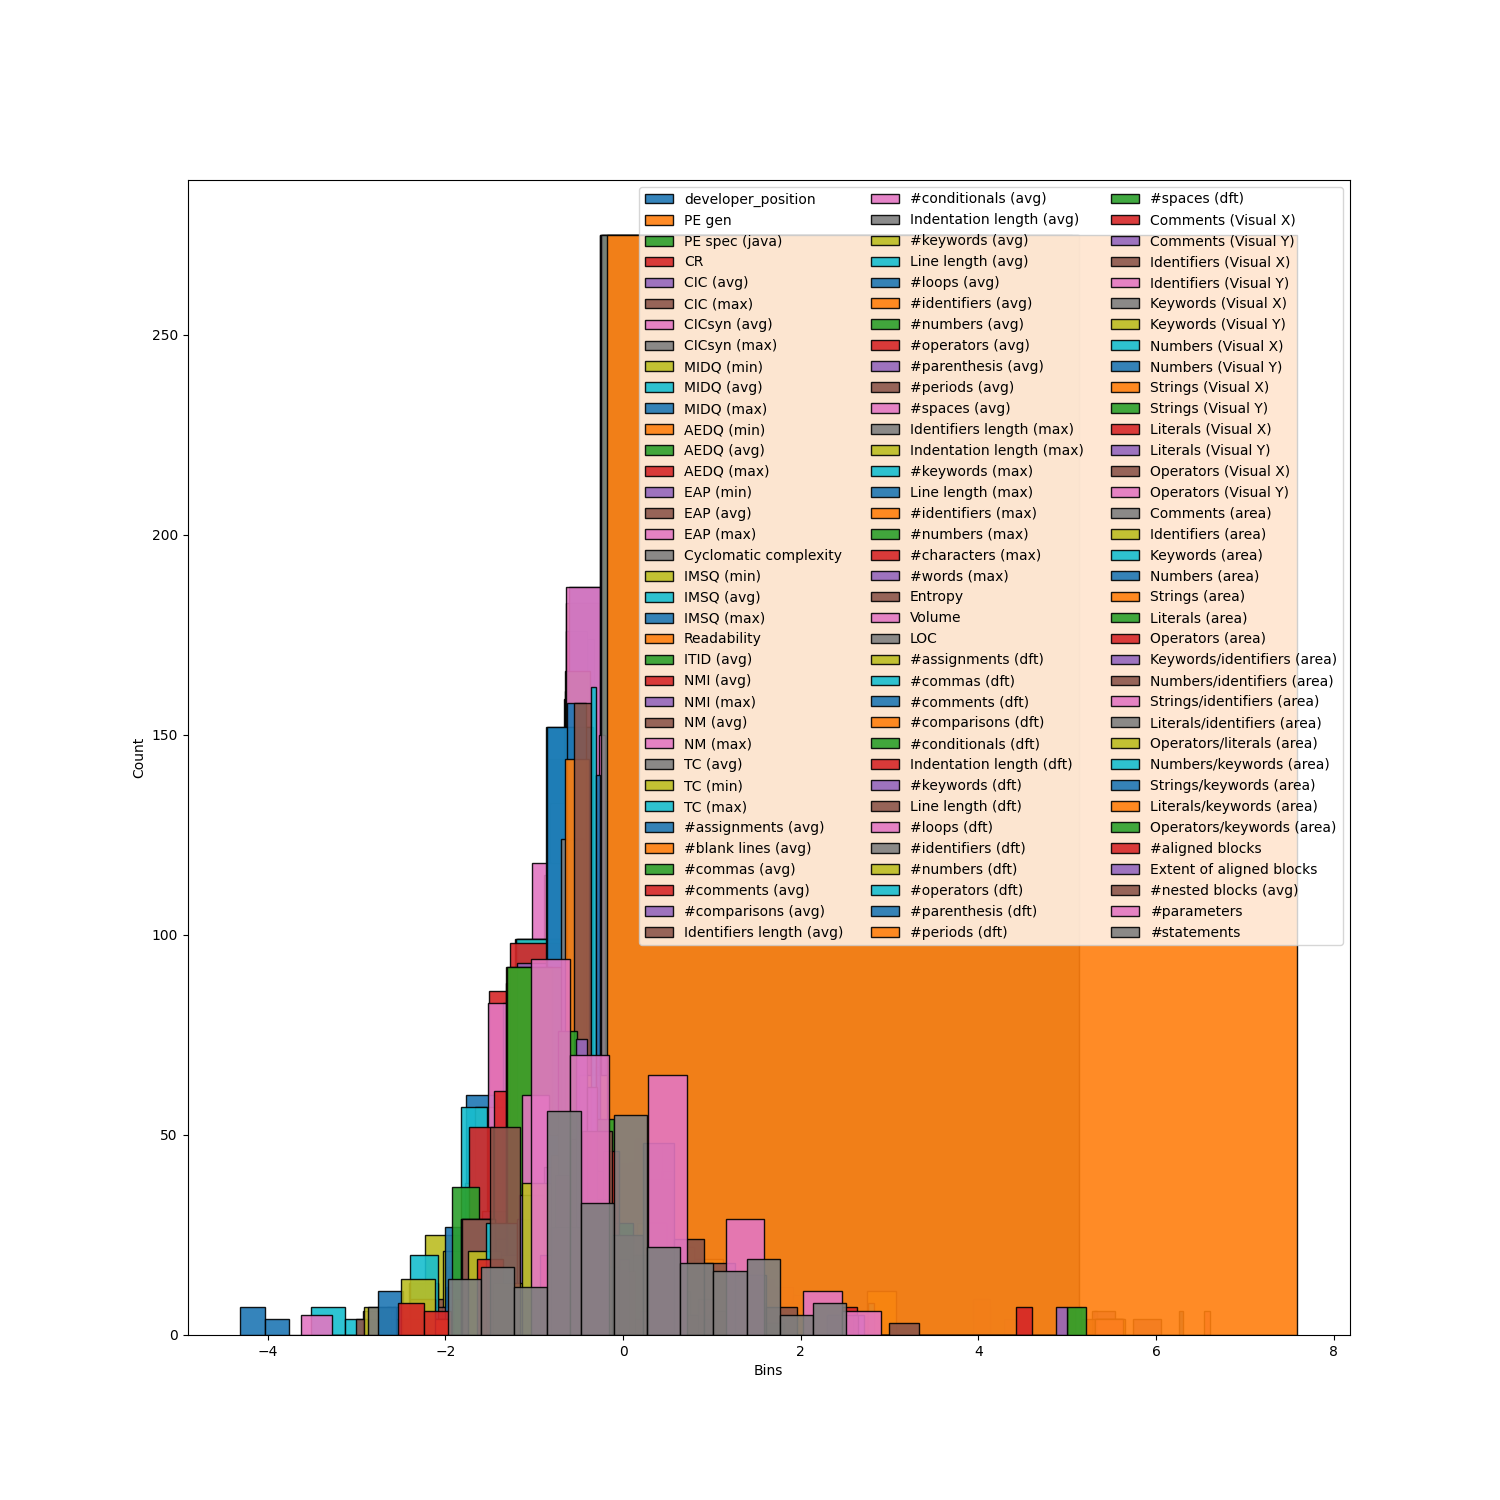 developer_position
PE gen
PE spec (java)
CR
CIC (avg)
CIC (max)
CICsyn (avg)
CICsyn (max)
MIDQ (min)
MIDQ (avg)
MIDQ (max)
AEDQ (min)
AEDQ (avg)
AEDQ (max)
EAP (min)
EAP (avg)
EAP (max)
Cyclomatic complexity
IMSQ (min)
IMSQ (avg)
IMSQ (max)
Readability
ITID (avg)
NMI (avg)
NMI (max)
NM (avg)
NM (max)
TC (avg)
TC (min)
TC (max)
#assignments (avg)
#blank lines (avg)
#commas (avg)
#comments (avg)
#comparisons (avg)
Identifiers length (avg)
#conditionals (avg)
Indentation length (avg)
#keywords (avg)
Line length (avg)
#loops (avg)
#identifiers (avg)
#numbers (avg)
#operators (avg)
#parenthesis (avg)
#periods (avg)
#spaces (avg)
Identifiers length (max)
Indentation length (max)
#keywords (max)
Line length (max)
#identifiers (max)
#numbers (max)
#characters (max)
#words (max)
Entropy
Volume
LOC
#assignments (dft)
#commas (dft)
#comments (dft)
#comparisons (dft)
#conditionals (dft)
Indentation length (dft)
#keywords (dft)
Line length (dft)
#loops (dft)
#identifiers (dft)
#numbers (dft)
#operators (dft)
#parenthesis (dft)
#periods (dft)
#spaces (dft)
Comments (Visual X)
Comments (Visual Y)
Identifiers (Visual X)
Identifiers (Visual Y)
Keywords (Visual X)
Keywords (Visual Y)
Numbers (Visual X)
Numbers (Visual Y)
Strings (Visual X)
Strings (Visual Y)
Literals (Visual X)
Literals (Visual Y)
Operators (Visual X)
Operators (Visual Y)
Comments (area)
Identifiers (area)
Keywords (area)
Numbers (area)
Strings (area)
Literals (area)
Operators (area)
Keywords/identifiers (area)
Numbers/identifiers (area)
Strings/identifiers (area)
Literals/identifiers (area)
Operators/literals (area)
Numbers/keywords (area)
Strings/keywords (area)
Literals/keywords (area)
Operators/keywords (area)
#aligned blocks
Extent of aligned blocks
#nested blocks (avg)
#parameters
#statements
250
200
150
100
50
0
Count
−4
−2
0
2
4
6
8
Bins